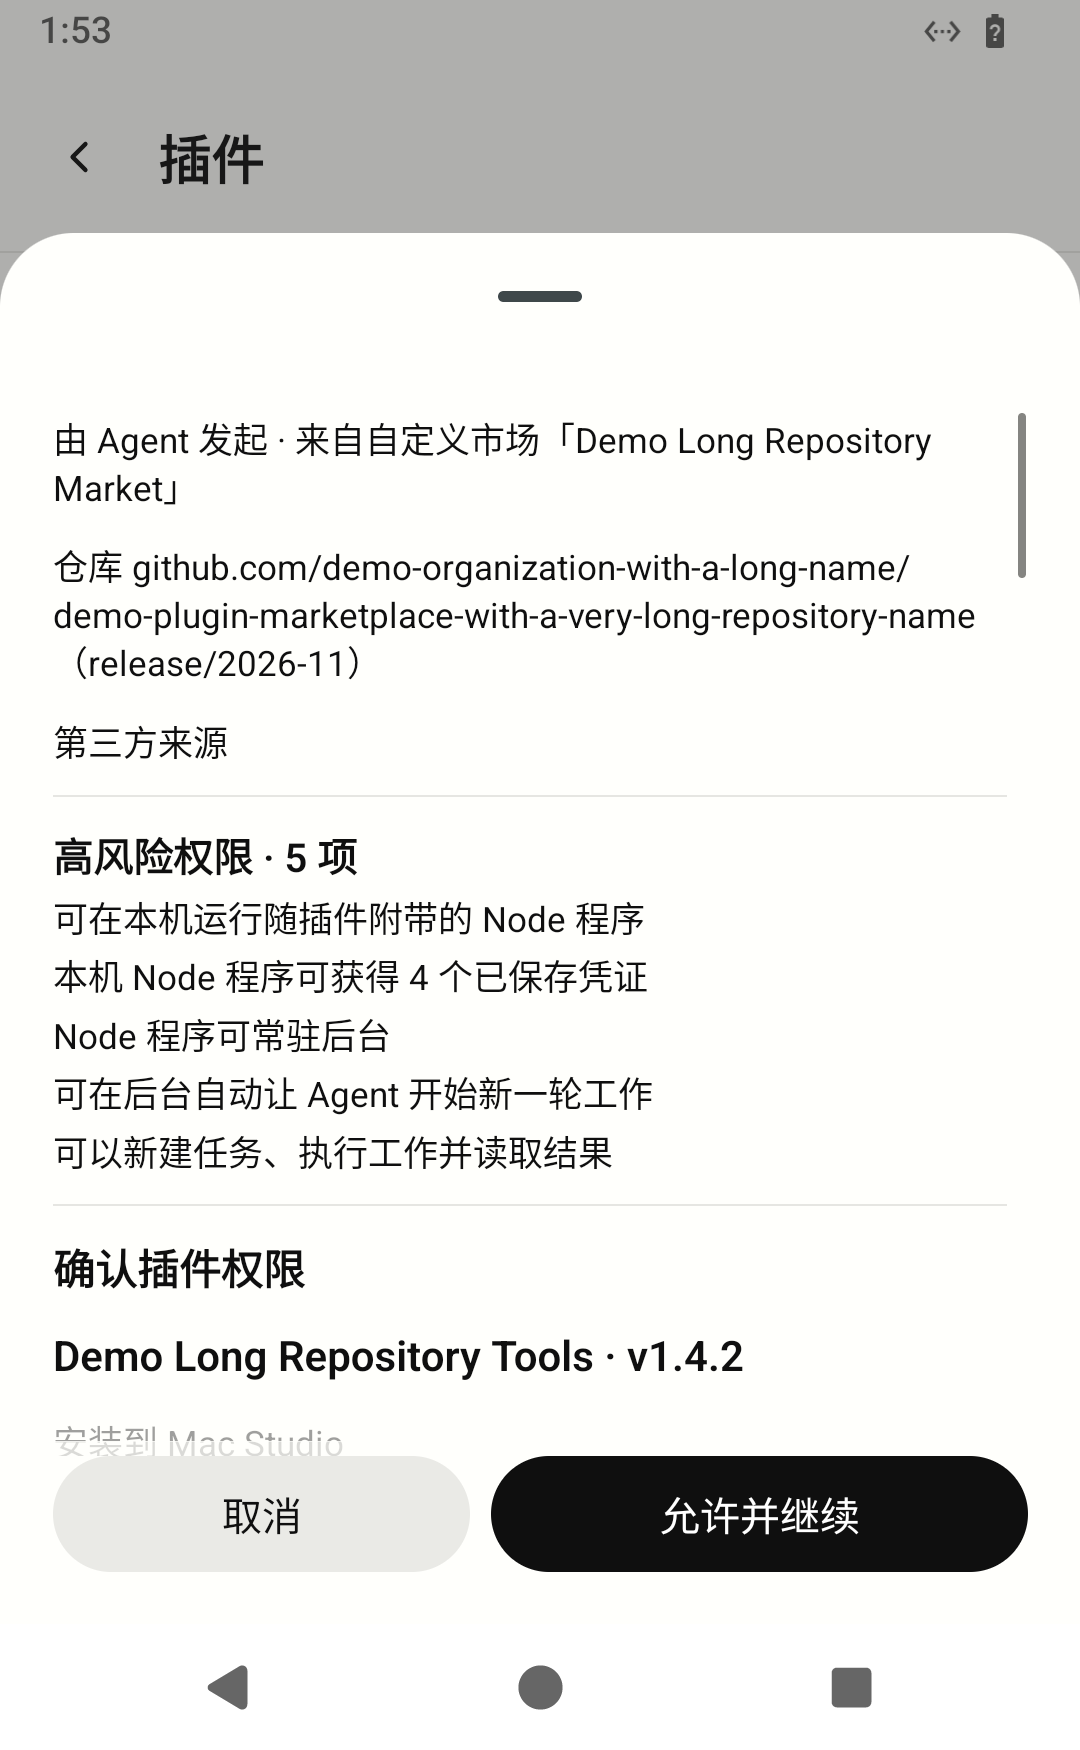 1:53
插件
由 Agent 发起 · 来自自定义市场「Demo Long Repository
Market」
仓库 github.com/demo-organization-with-a-long-name/
demo-plugin-marketplace-with-a-very-long-repository-name
（release/2026-11）
第三方来源
高风险权限 · 5 项
可在本机运行随插件附带的 Node 程序
本机 Node 程序可获得 4 个已保存凭证
Node 程序可常驻后台
可在后台自动让 Agent 开始新一轮工作
可以新建任务、执行工作并读取结果
确认插件权限
Demo Long Repository Tools · v1.4.2
安装到 Mac Studio
取消
允许并继续